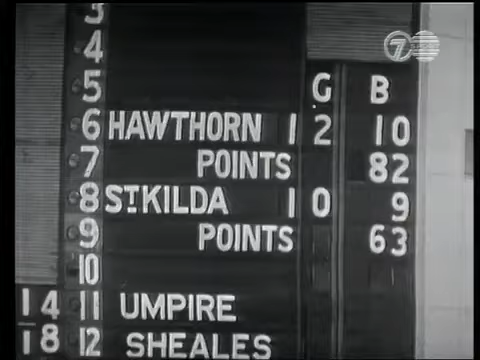 7
3
4
5 G B
6 HAWTHORN 12 10
7 POINTS 82
8 ST KILDA 10 9
9 POINTS 63
10
14 11 UMPIRE
18 12 SHEALES